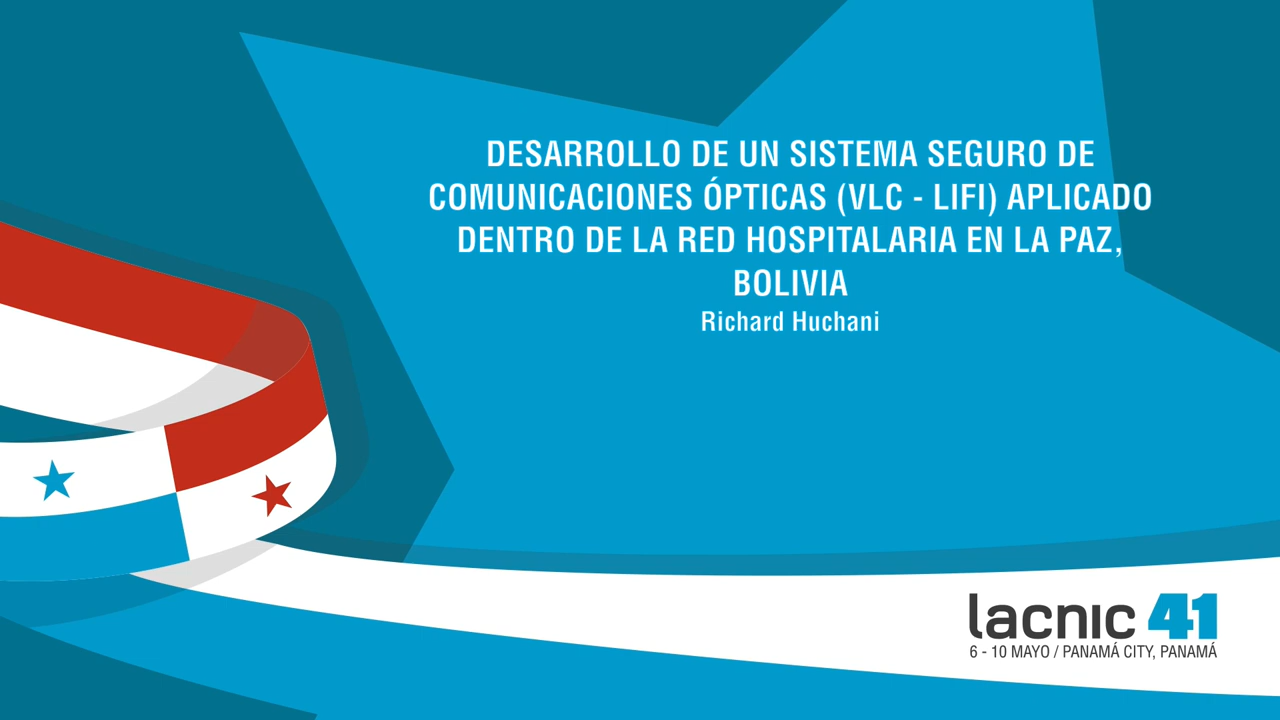 DESARROLLO DE UN SISTEMA SEGURO DE
COMUNICACIONES ÓPTICAS (VLC - LIFI) APLICADO
DENTRO DE LA RED HOSPITALARIA EN LA PAZ,
BOLIVIA
Richard Huchani
lacnic 41
6 - 10 MAYO / PANAMÁ CITY, PANAMÁ